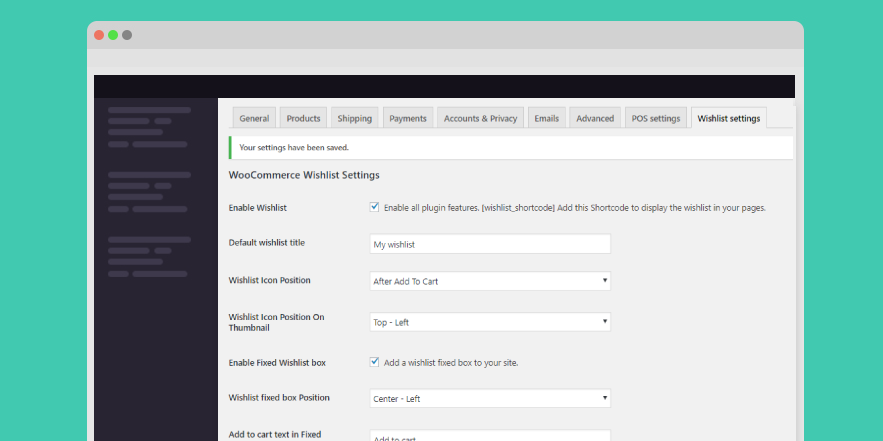 General Products Shipping Payments Accounts & Privacy Emails Advanced POS settings Wishlist settings
Your settings have been saved.
WooCommerce Wishlist Settings
Enable Wishlist Enable all plugin features. [wishlist_shortcode] Add this Shortcode to display the wishlist in your pages.
Default wishlist title My wishlist
Wishlist Icon Position After Add To Cart
Wishlist Icon Position On
Thumbnail Top - Left
Enable Fixed Wishlist box Add a wishlist fixed box to your site.
Wishlist fixed box Position Center - Left
Add to cart text in Fixed Add to cart